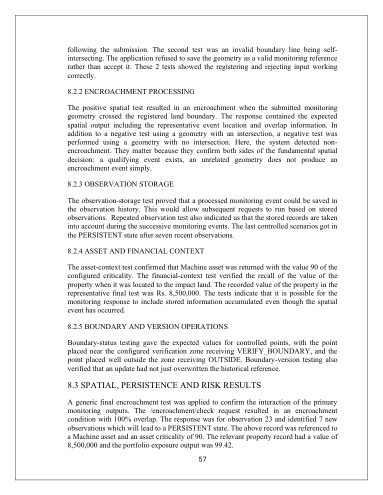 following the submission. The second test was an invalid boundary line being self-
intersecting. The application refused to save the geometry as a valid monitoring reference
rather than accept it. These 2 tests showed the registering and rejecting input working
correctly.
8.2.2 ENCROACHMENT PROCESSING
The positive spatial test resulted in an encroachment when the submitted monitoring
geometry crossed the registered land boundary. The response contained the expected
spatial output including the representative event location and overlap information. In
addition to a negative test using a geometry with an intersection, a negative test was
performed using a geometry with no intersection. Here, the system detected non-
encroachment. They matter because they confirm both sides of the fundamental spatial
decision: a qualifying event exists, an unrelated geometry does not produce an
encroachment event simply.
8.2.3 OBSERVATION STORAGE
The observation-storage test proved that a processed monitoring event could be saved in
the observation history. This would allow subsequent requests to run based on stored
observations. Repeated observation test also indicated us that the stored records are taken
into account during the successive monitoring events. The last controlled scenarios got in
the PERSISTENT state after seven recent observations.
8.2.4 ASSET AND FINANCIAL CONTEXT
The asset-context test confirmed that Machine asset was returned with the value 90 of the
configured criticality. The financial-context test verified the recall of the value of the
property when it was located to the impact land. The recorded value of the property in the
representative final test was Rs. 8,500,000. The tests indicate that it is possible for the
monitoring response to include stored information accumulated even though the spatial
event has occurred.
8.2.5 BOUNDARY AND VERSION OPERATIONS
Boundary-status testing gave the expected values for controlled points, with the point
placed near the configured verification zone receiving VERIFY_BOUNDARY, and the
point placed well outside the zone receiving OUTSIDE. Boundary-version testing also
verified that an update had not just overwritten the historical reference.
8.3 SPATIAL, PERSISTENCE AND RISK RESULTS
A generic final encroachment test was applied to confirm the interaction of the primary
monitoring outputs. The /encroachment/check request resulted in an encroachment
condition with 100% overlap. The response was for observation 23 and identified 7 new
observations which will lead to a PERSISTENT state. The above record was referenced to
a Machine asset and an asset criticality of 90. The relevant property record had a value of
8,500,000 and the portfolio exposure output was 99.42.
57